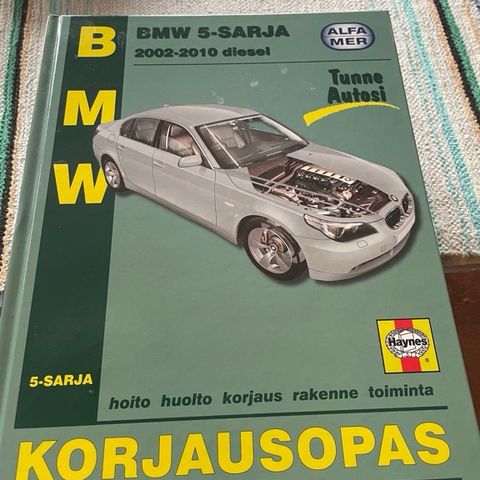 BMW
BMW 5-SARJA
2002-2010 diesel
ALFA
MER
Tunne
Autosi
Haynes
®
5-SARJA
hoito huolto korjaus rakenne toiminta
KORJAUSOPAS